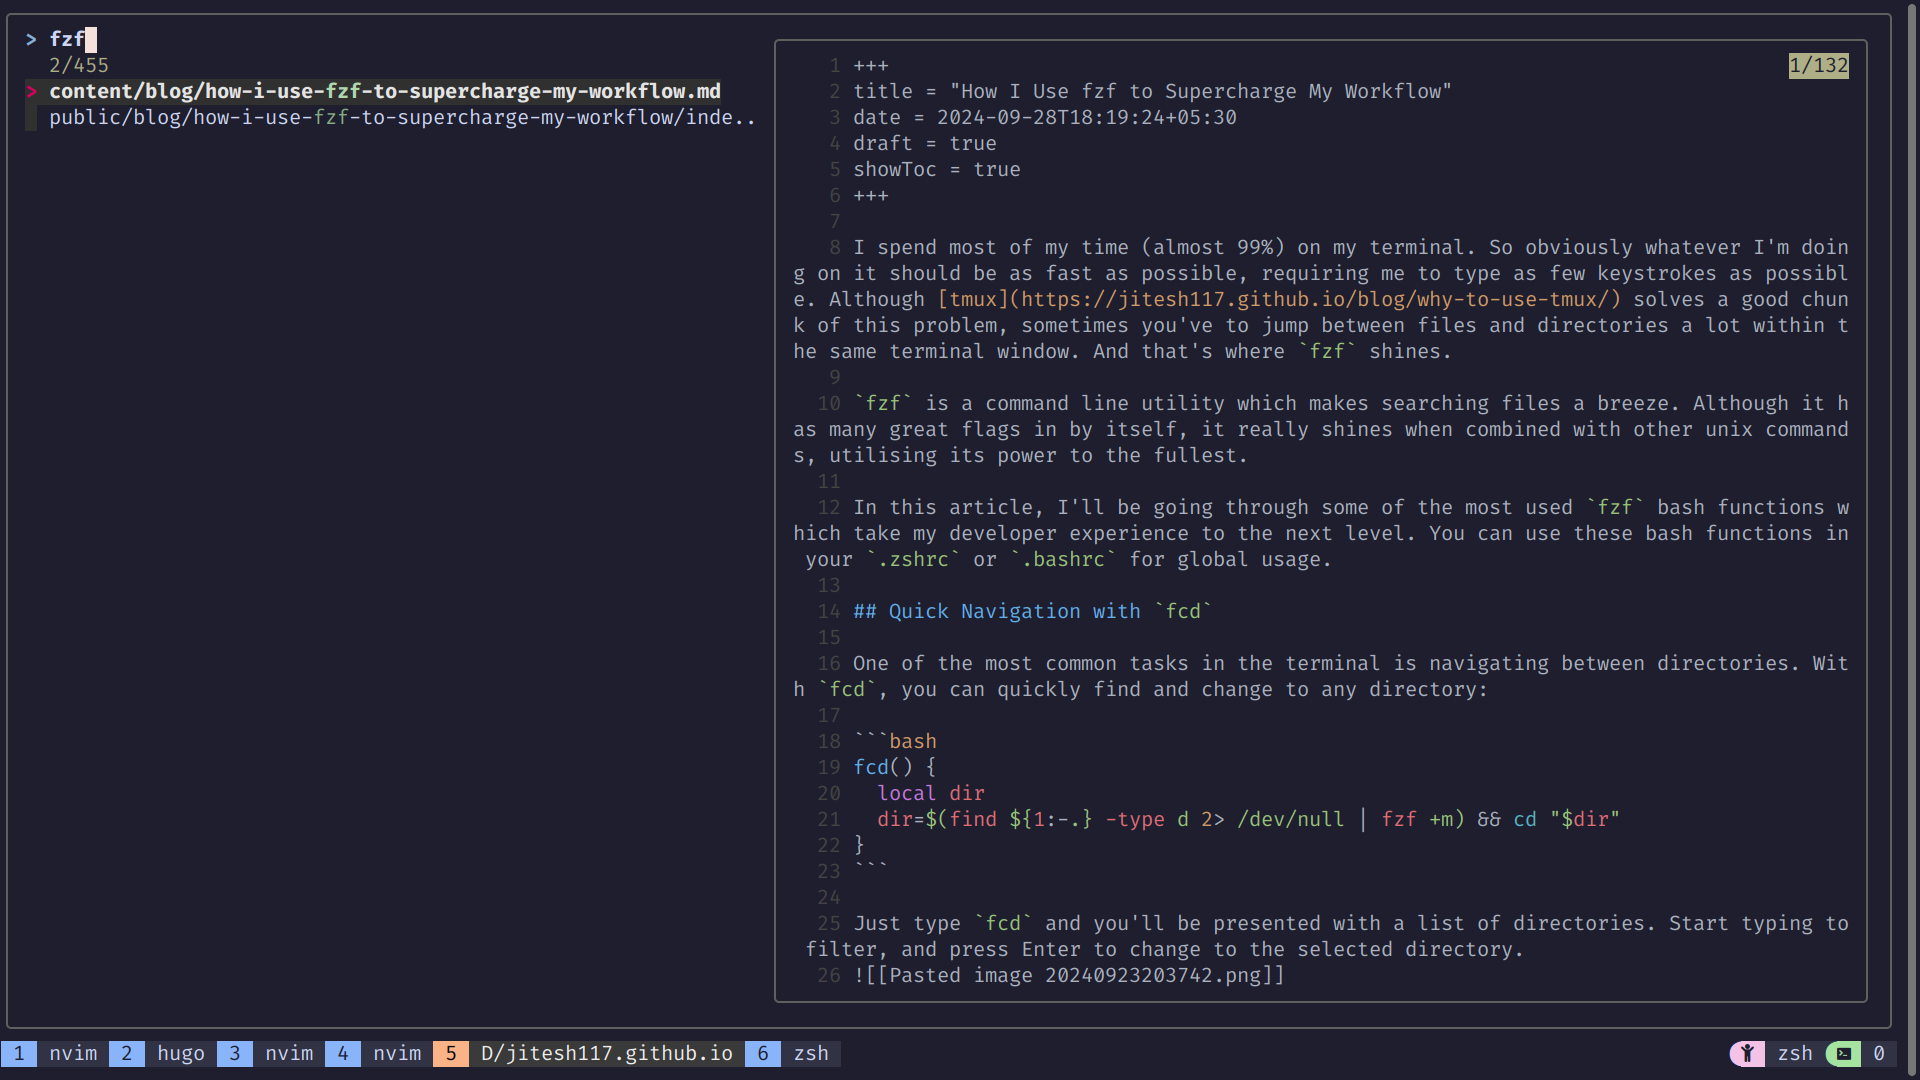 > fzf
2/455
> content/blog/how-i-use-fzf-to-supercharge-my-workflow.md
public/blog/how-i-use-fzf-to-supercharge-my-workflow/inde..
1/132
1 +++
2 title = "How I Use fzf to Supercharge My Workflow"
3 date = 2024-09-28T18:19:24+05:30
4 draft = true
5 showToc = true
6 +++
7
8 I spend most of my time (almost 99%) on my terminal. So obviously whatever I'm doin
g on it should be as fast as possible, requiring me to type as few keystrokes as possibl
e. Although [tmux](https://jitesh117.github.io/blog/why-to-use-tmux/) solves a good chun
k of this problem, sometimes you've to jump between files and directories a lot within t
he same terminal window. And that's where `fzf` shines.
9
10 `fzf` is a command line utility which makes searching files a breeze. Although it h
as many great flags in by itself, it really shines when combined with other unix command
s, utilising its power to the fullest.
11
12 In this article, I'll be going through some of the most used `fzf` bash functions w
hich take my developer experience to the next level. You can use these bash functions in
your `.zshrc` or `.bashrc` for global usage.
13
14 ## Quick Navigation with `fcd`
15
16 One of the most common tasks in the terminal is navigating between directories. Wit
h `fcd`, you can quickly find and change to any directory:
17
18 ```bash
19 fcd() {
20   local dir
21   dir=$(find ${1:-.} -type d 2> /dev/null | fzf +m) && cd "$dir"
22 }
23 ```
24
25 Just type `fcd` and you'll be presented with a list of directories. Start typing to
filter, and press Enter to change to the selected directory.
26 ![[Pasted image 20240923203742.png]]
1 nvim 2 hugo 3 nvim 4 nvim 5 D/jitesh117.github.io 6 zsh zsh 0